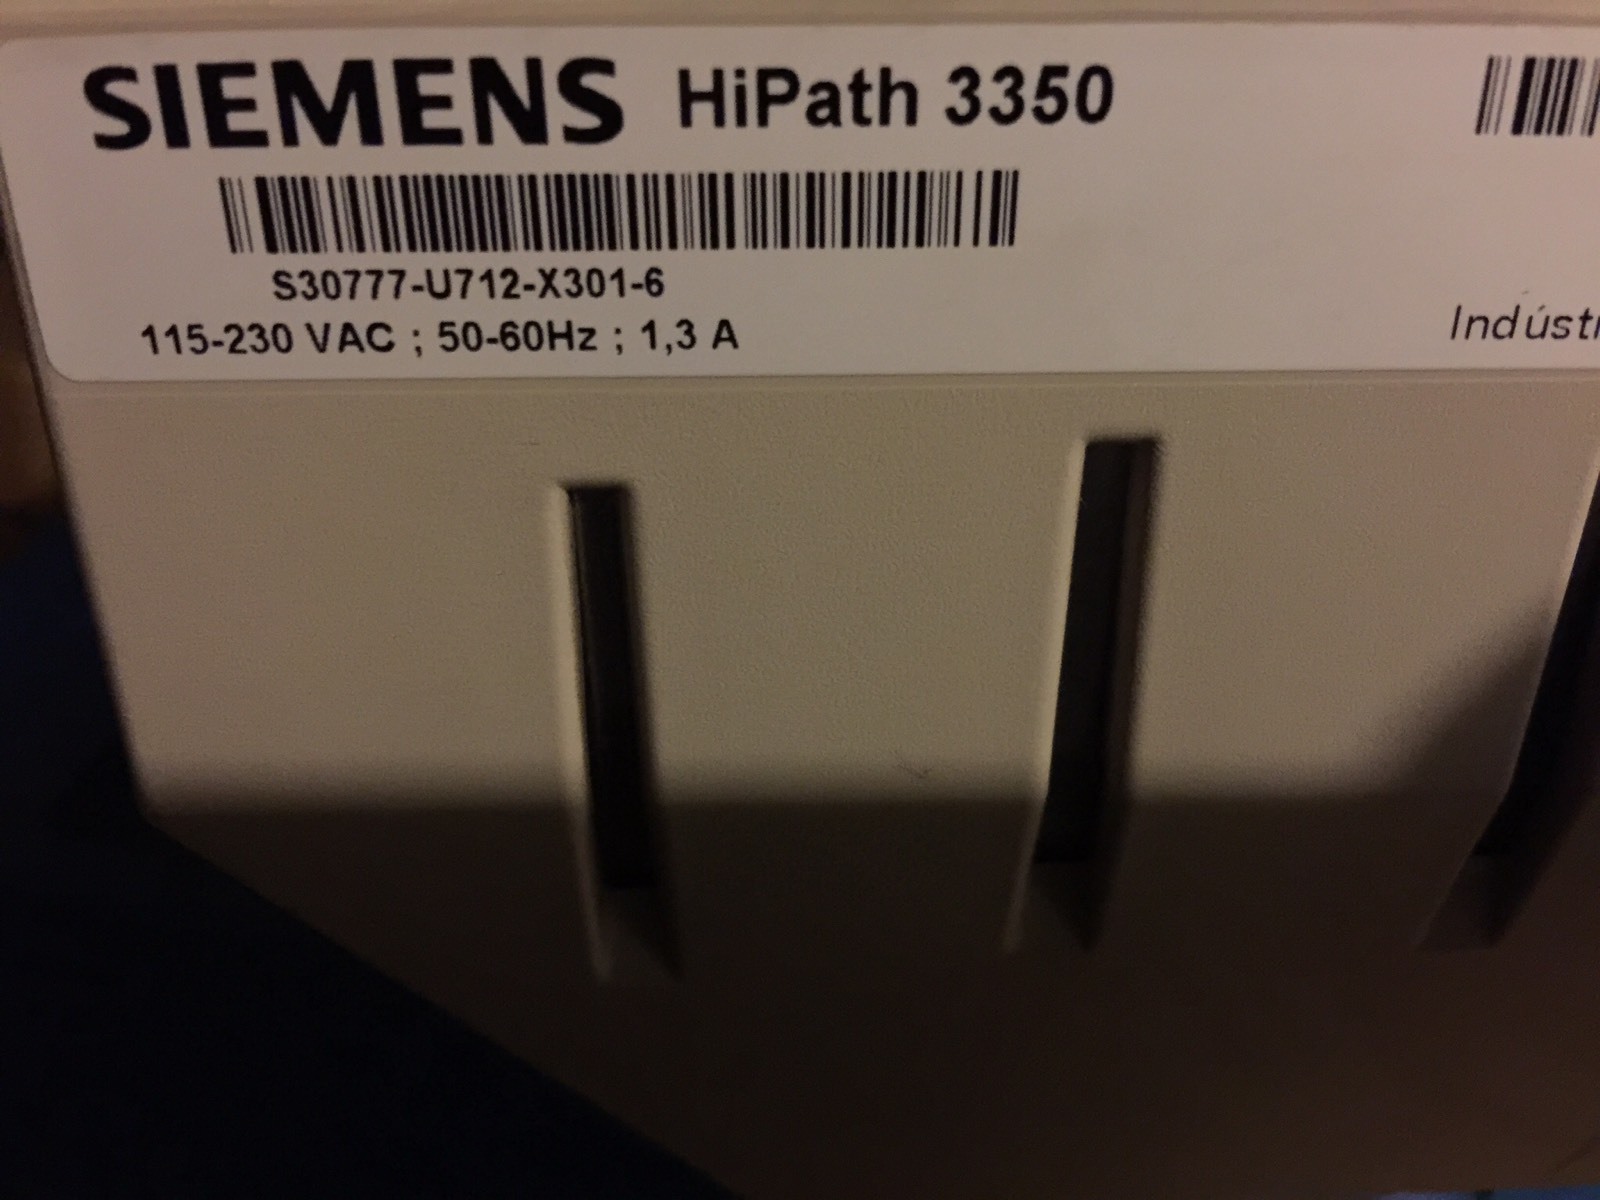 SIEMENS HiPath 3350
S30777-U712-X301-6
115-230 VAC ; 50-60Hz ; 1,3 A